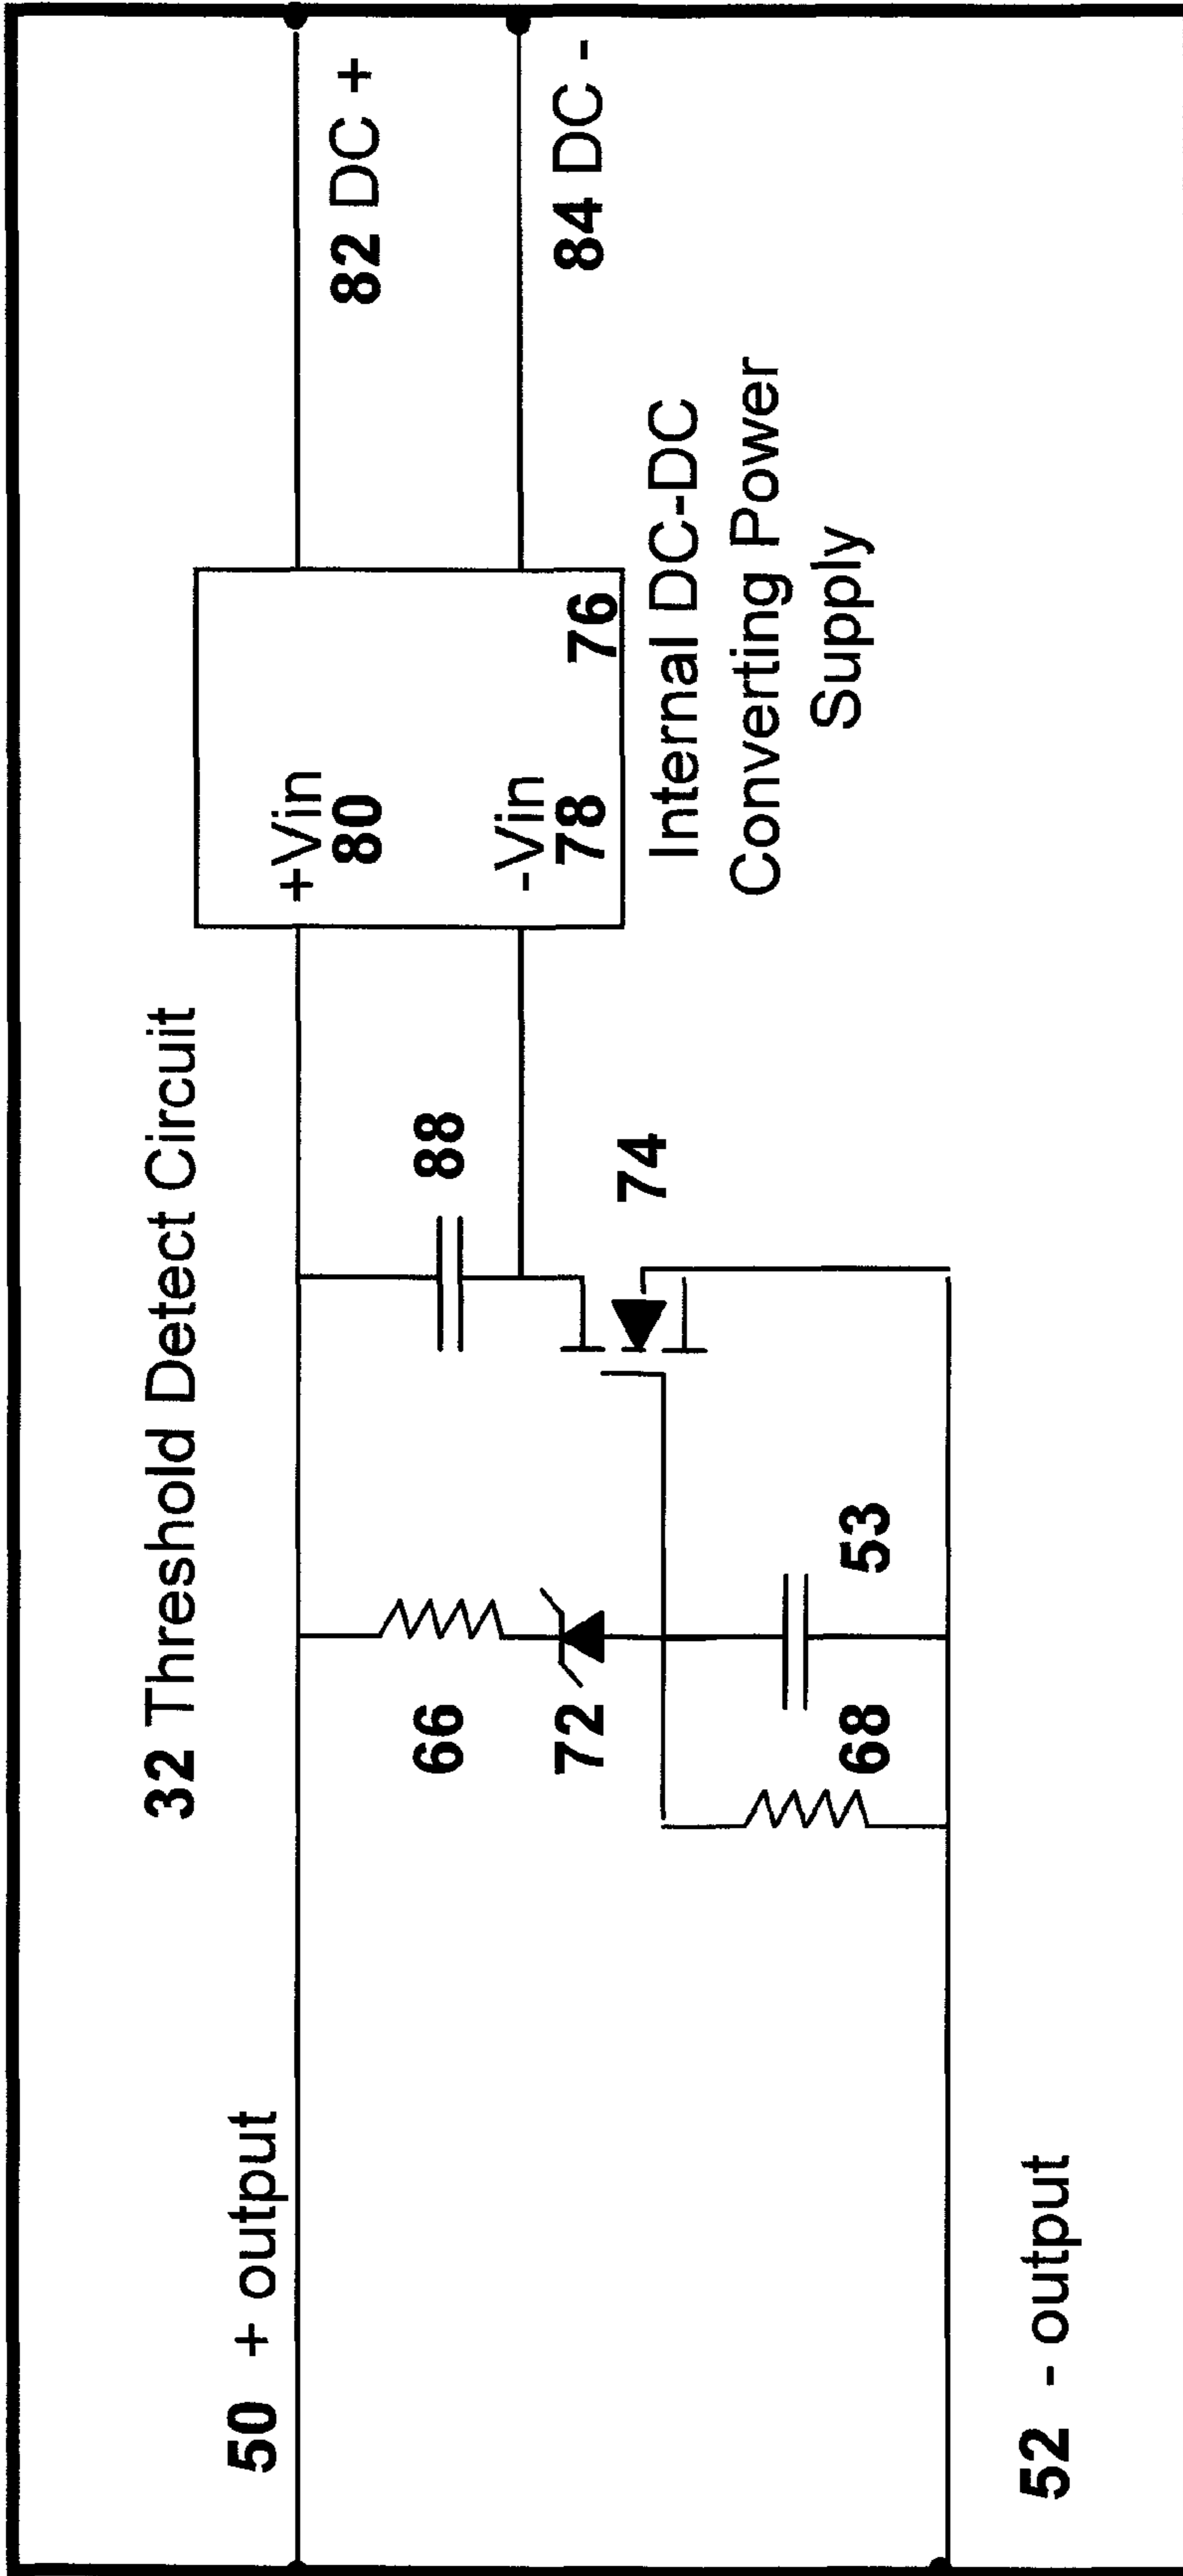 32 Threshold Detect Circuit
50 + output
82 DC +
+Vin
80
88
66
-Vin
78
76
84 DC -
72
74
Internal DC-DC
Converting Power
Supply
68
53
52 - output